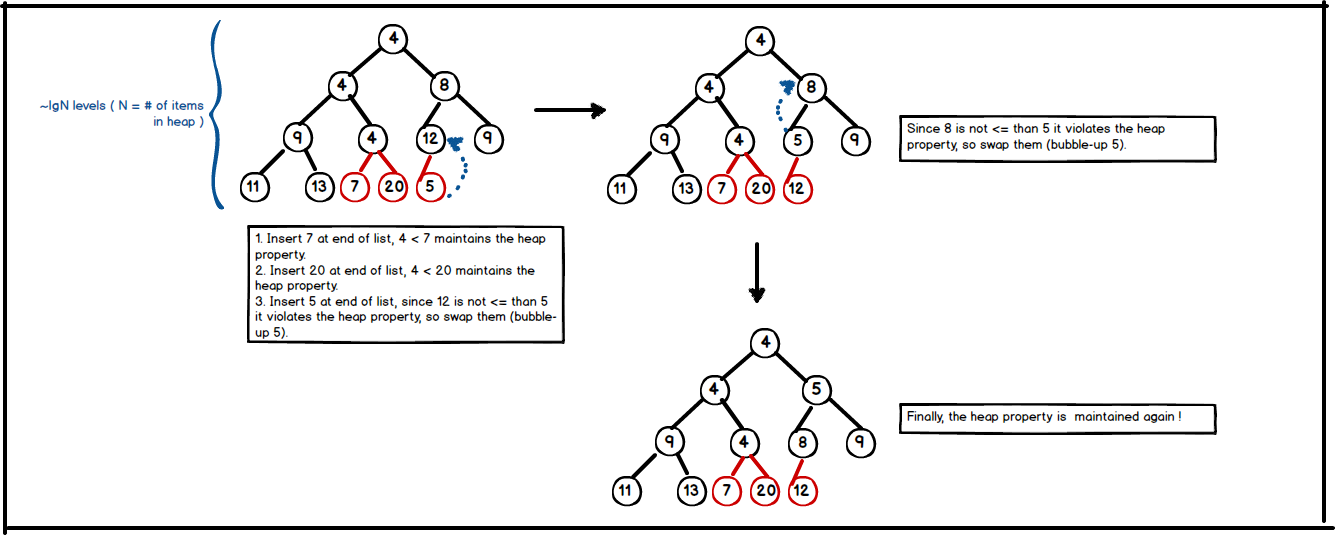 4
4 8
9 4 12 9
11 13 7 20 5
~lgN levels ( N = # of items
in heap )
1. Insert 7 at end of list, 4 < 7 maintains the heap
property.
2. Insert 20 at end of list, 4 < 20 maintains the
heap property.
3. Insert 5 at end of list, since 12 is not <= than 5
it violates the heap property, so swap them (bubble-
up 5).
4
4 8
9 4 5 9
11 13 7 20 12
Since 8 is not <= than 5 it violates the heap
property, so swap them (bubble-up 5).
4
4 5
9 4 8 9
11 13 7 20 12
Finally, the heap property is  maintained again !